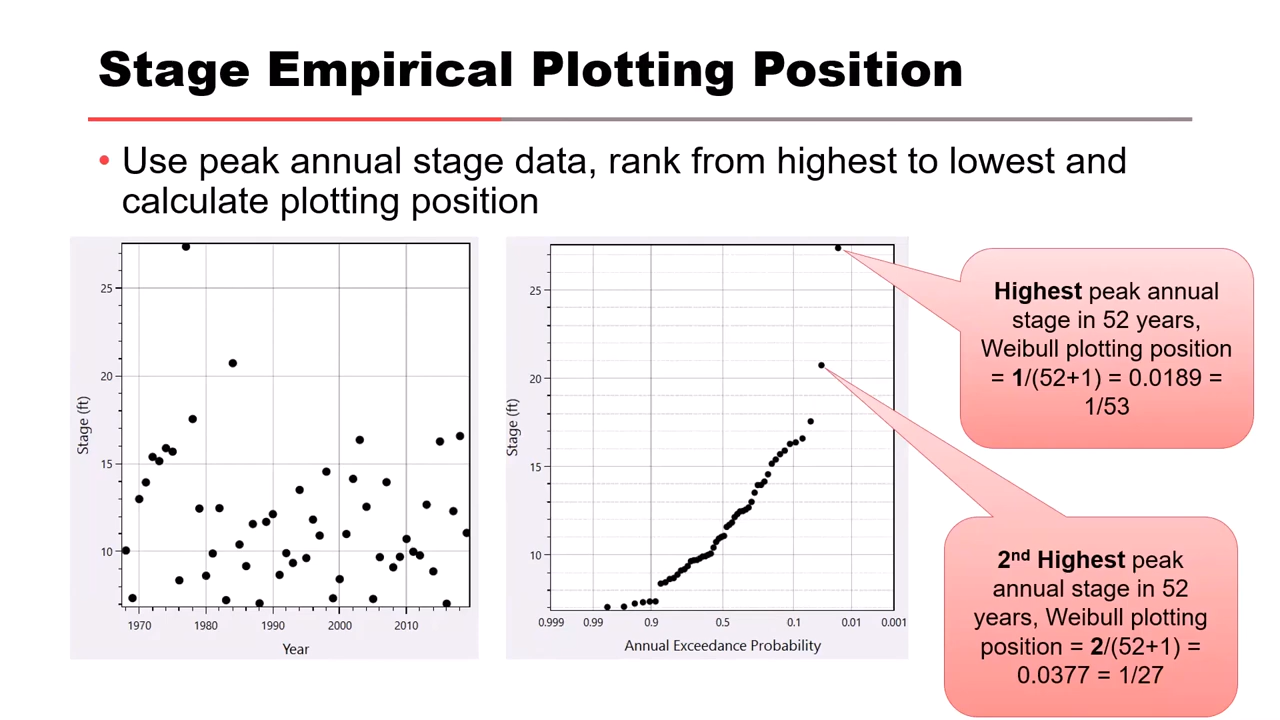 Stage Empirical Plotting Position
• Use peak annual stage data, rank from highest to lowest and
calculate plotting position
Stage (ft)
25
20
15
10
1970 1980 1990 2000 2010
Year
Stage (ft)
25
20
15
10
0.999 0.99 0.9 0.5 0.1 0.01 0.001
Annual Exceedance Probability
Highest peak annual
stage in 52 years,
Weibull plotting position
= 1/(52+1) = 0.0189 =
1/53
2nd Highest peak
annual stage in 52
years, Weibull plotting
position = 2/(52+1) =
0.0377 = 1/27